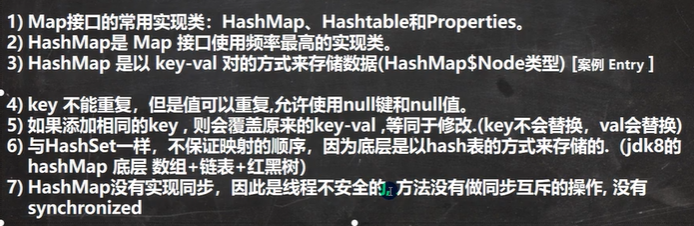 1) Map接口的常用实现类：HashMap、Hashtable和Properties。
2) HashMap是 Map 接口使用频率最高的实现类。
3) HashMap 是以 key-val 对的方式来存储数据(HashMap$Node类型) [案例 Entry ]
4) key 不能重复，但是值可以重复,允许使用null键和null值。
5) 如果添加相同的key , 则会覆盖原来的key-val ,等同于修改.(key不会替换，val会替换)
6) 与HashSet一样，不保证映射的顺序，因为底层是以hash表的方式来存储的.（jdk8的
hashMap 底层 数组+链表+红黑树）
7) HashMap没有实现同步，因此是线程不安全的 方法没有做同步互斥的操作, 没有
synchronized